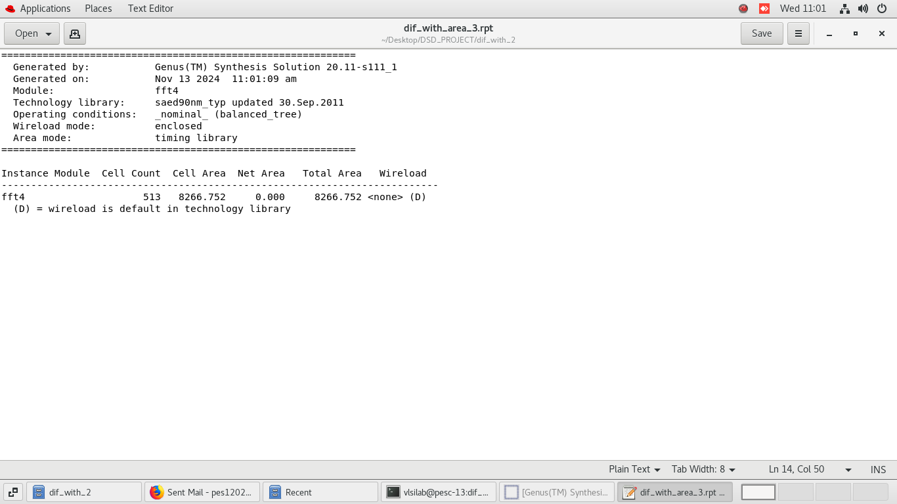 Applications Places Text Editor Wed 11:01
Open dif_with_area_3.rpt Save
~/Desktop/DSD_PROJECT/dif_with_2
============================================================
  Generated by:           Genus(TM) Synthesis Solution 20.11-s111_1
  Generated on:           Nov 13 2024  11:01:09 am
  Module:                 fft4
  Technology library:     saed90nm_typ updated 30.Sep.2011
  Operating conditions:   _nominal_ (balanced_tree)
  Wireload mode:          enclosed
  Area mode:              timing library
============================================================
Instance Module  Cell Count  Cell Area  Net Area   Total Area   Wireload
--------------------------------------------------------------------------
fft4                    513   8266.752     0.000     8266.752 <none> (D)
  (D) = wireload is default in technology library
Plain Text Tab Width: 8 Ln 14, Col 50 INS
dif_with_2 Sent Mail - pes1202... Recent vlsilab@pesc-13:dif_... [Genus(TM) Synthesi... dif_with_area_3.rpt ...